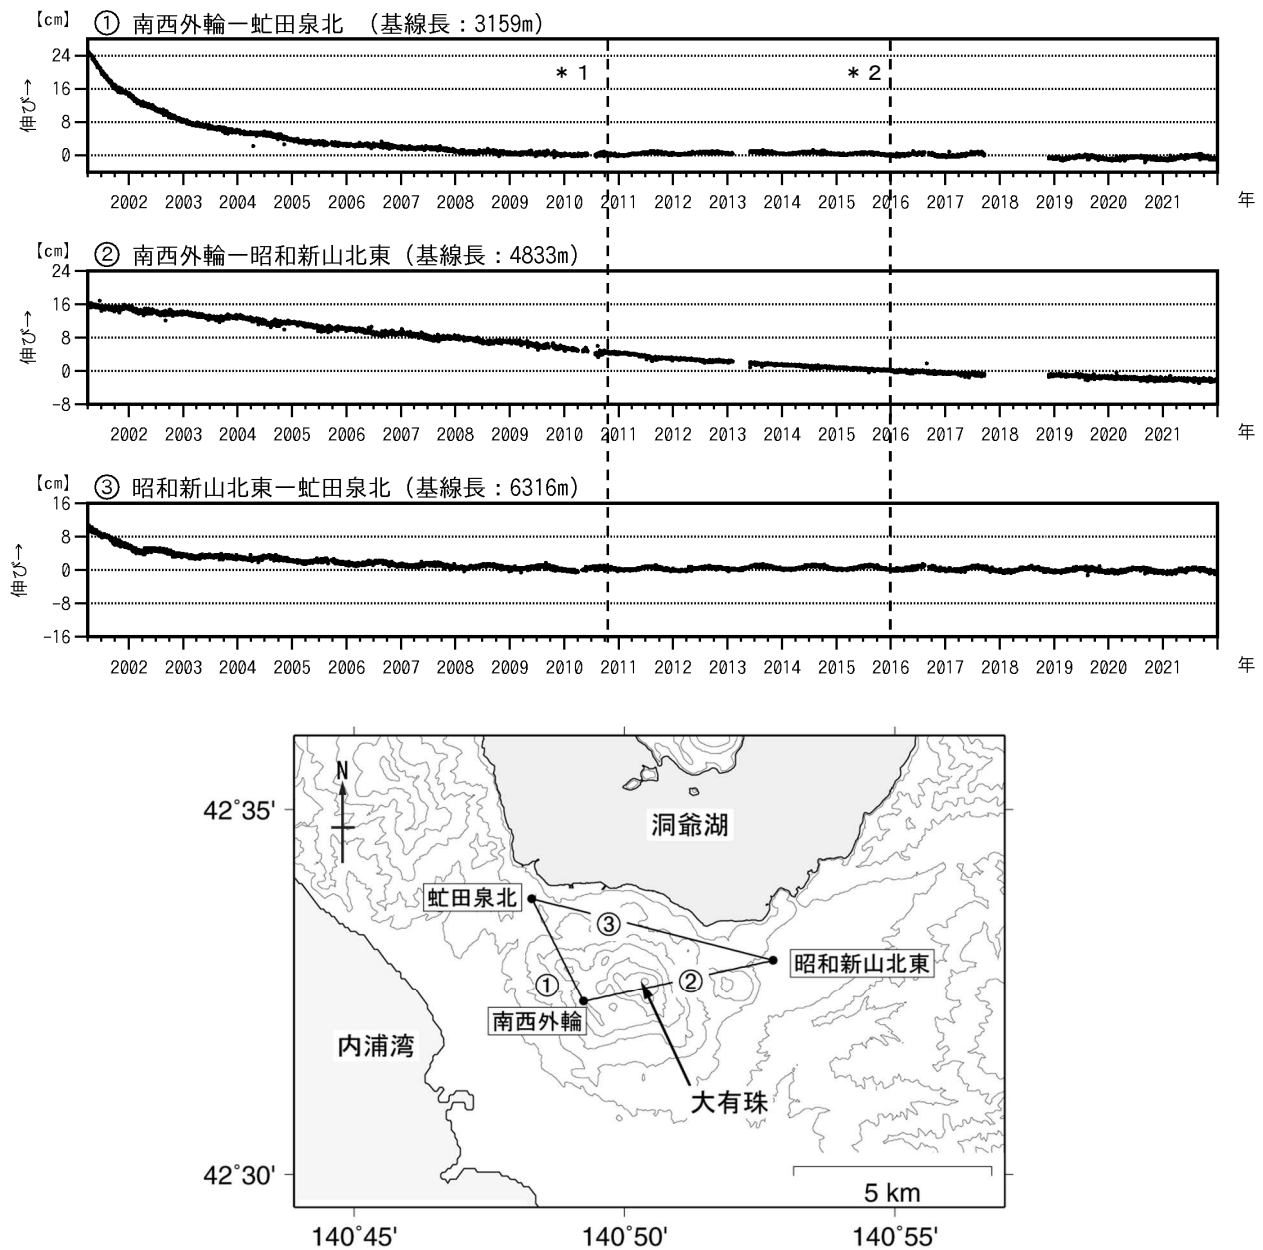 【cm】 ① 南西外輪ー虻田泉北 （基線長：3159m）
24
＊１ ＊２
16
8
0
伸び→
2002 2003 2004 2005 2006 2007 2008 2009 2010 2011 2012 2013 2014 2015 2016 2017 2018 2019 2020 2021 年
【cm】 ② 南西外輪ー昭和新山北東（基線長：4833m）
24
16
8
0
-8
伸び→
2002 2003 2004 2005 2006 2007 2008 2009 2010 2011 2012 2013 2014 2015 2016 2017 2018 2019 2020 2021 年
【cm】 ③ 昭和新山北東ー虻田泉北（基線長：6316m）
16
8
0
-8
-16
伸び→
2002 2003 2004 2005 2006 2007 2008 2009 2010 2011 2012 2013 2014 2015 2016 2017 2018 2019 2020 2021 年
N
42˚35'
洞爺湖
虻田泉北
③
昭和新山北東
②
①
南西外輪
内浦湾
大有珠
42˚30'
5 km
140˚45' 140˚50' 140˚55'